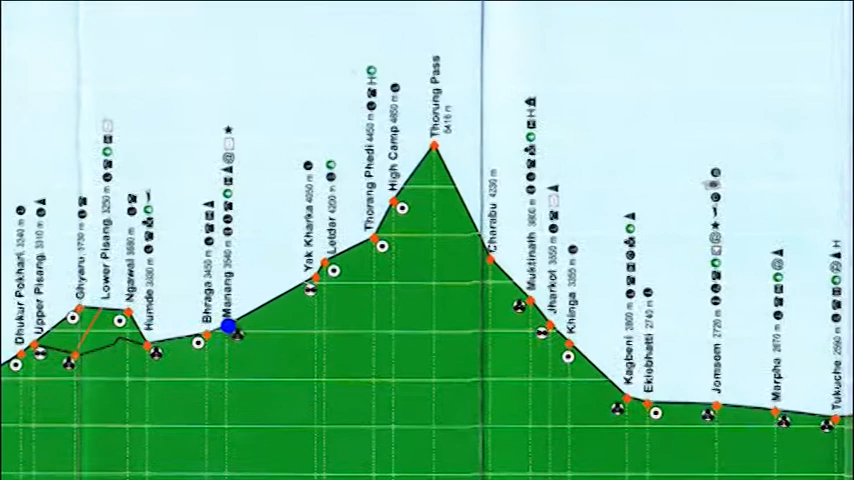 Dhukur Pokhari 3240 m
Upper Pisang 3310 m
Ghyaru 3730 m
Lower Pisang 3250 m
Ngawal 3680 m
Humde 3330 m
Bhraga 3450 m
Manang 3540 m
Yak Kharka 4050 m
Letdar 4200 m
Thorang Phedi 4450 m
High Camp 4850 m
Thorung Pass
5416 m
Charabu 4230 m
Muktinath 3800 m
Jharkot 3550 m
Khinga 3355 m
Kagbeni 2800 m
Eklebhatti 2740 m
Jomsom 2720 m
Marpha 2670 m
Tukuche 2590 m